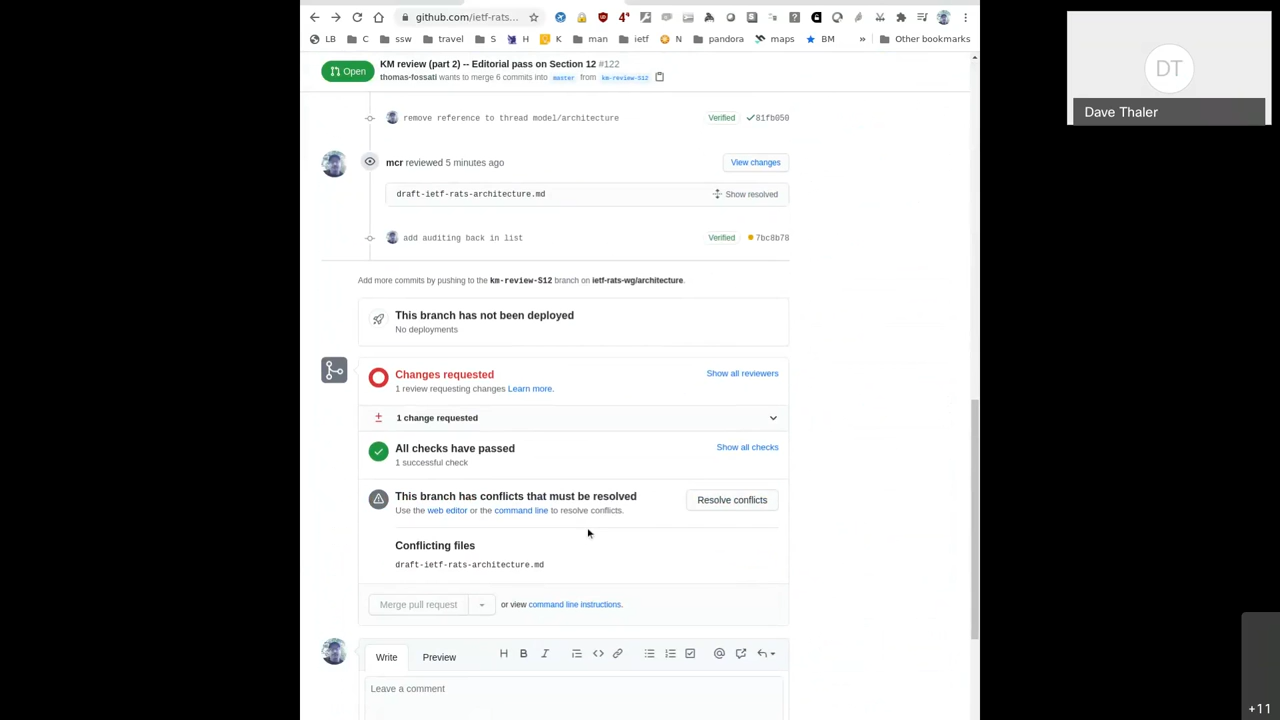 github.com/ietf-rats...
LB C ssw travel S H K man ietf N pandora maps BM » Other bookmarks
Open
KM review (part 2) -- Editorial pass on Section 12 #122
thomas-fossati wants to merge 6 commits into master from km-review-S12
remove reference to thread model/architecture Verified 81fb050
mcr reviewed 5 minutes ago View changes
draft-ietf-rats-architecture.md Show resolved
add auditing back in list Verified 7bc8b78
Add more commits by pushing to the km-review-S12 branch on ietf-rats-wg/architecture.
This branch has not been deployed
No deployments
Changes requested Show all reviewers
1 review requesting changes Learn more.
1 change requested
All checks have passed Show all checks
1 successful check
This branch has conflicts that must be resolved Resolve conflicts
Use the web editor or the command line to resolve conflicts.
Conflicting files
draft-ietf-rats-architecture.md
Merge pull request or view command line instructions.
Write Preview
Leave a comment
DT
Dave Thaler
+11